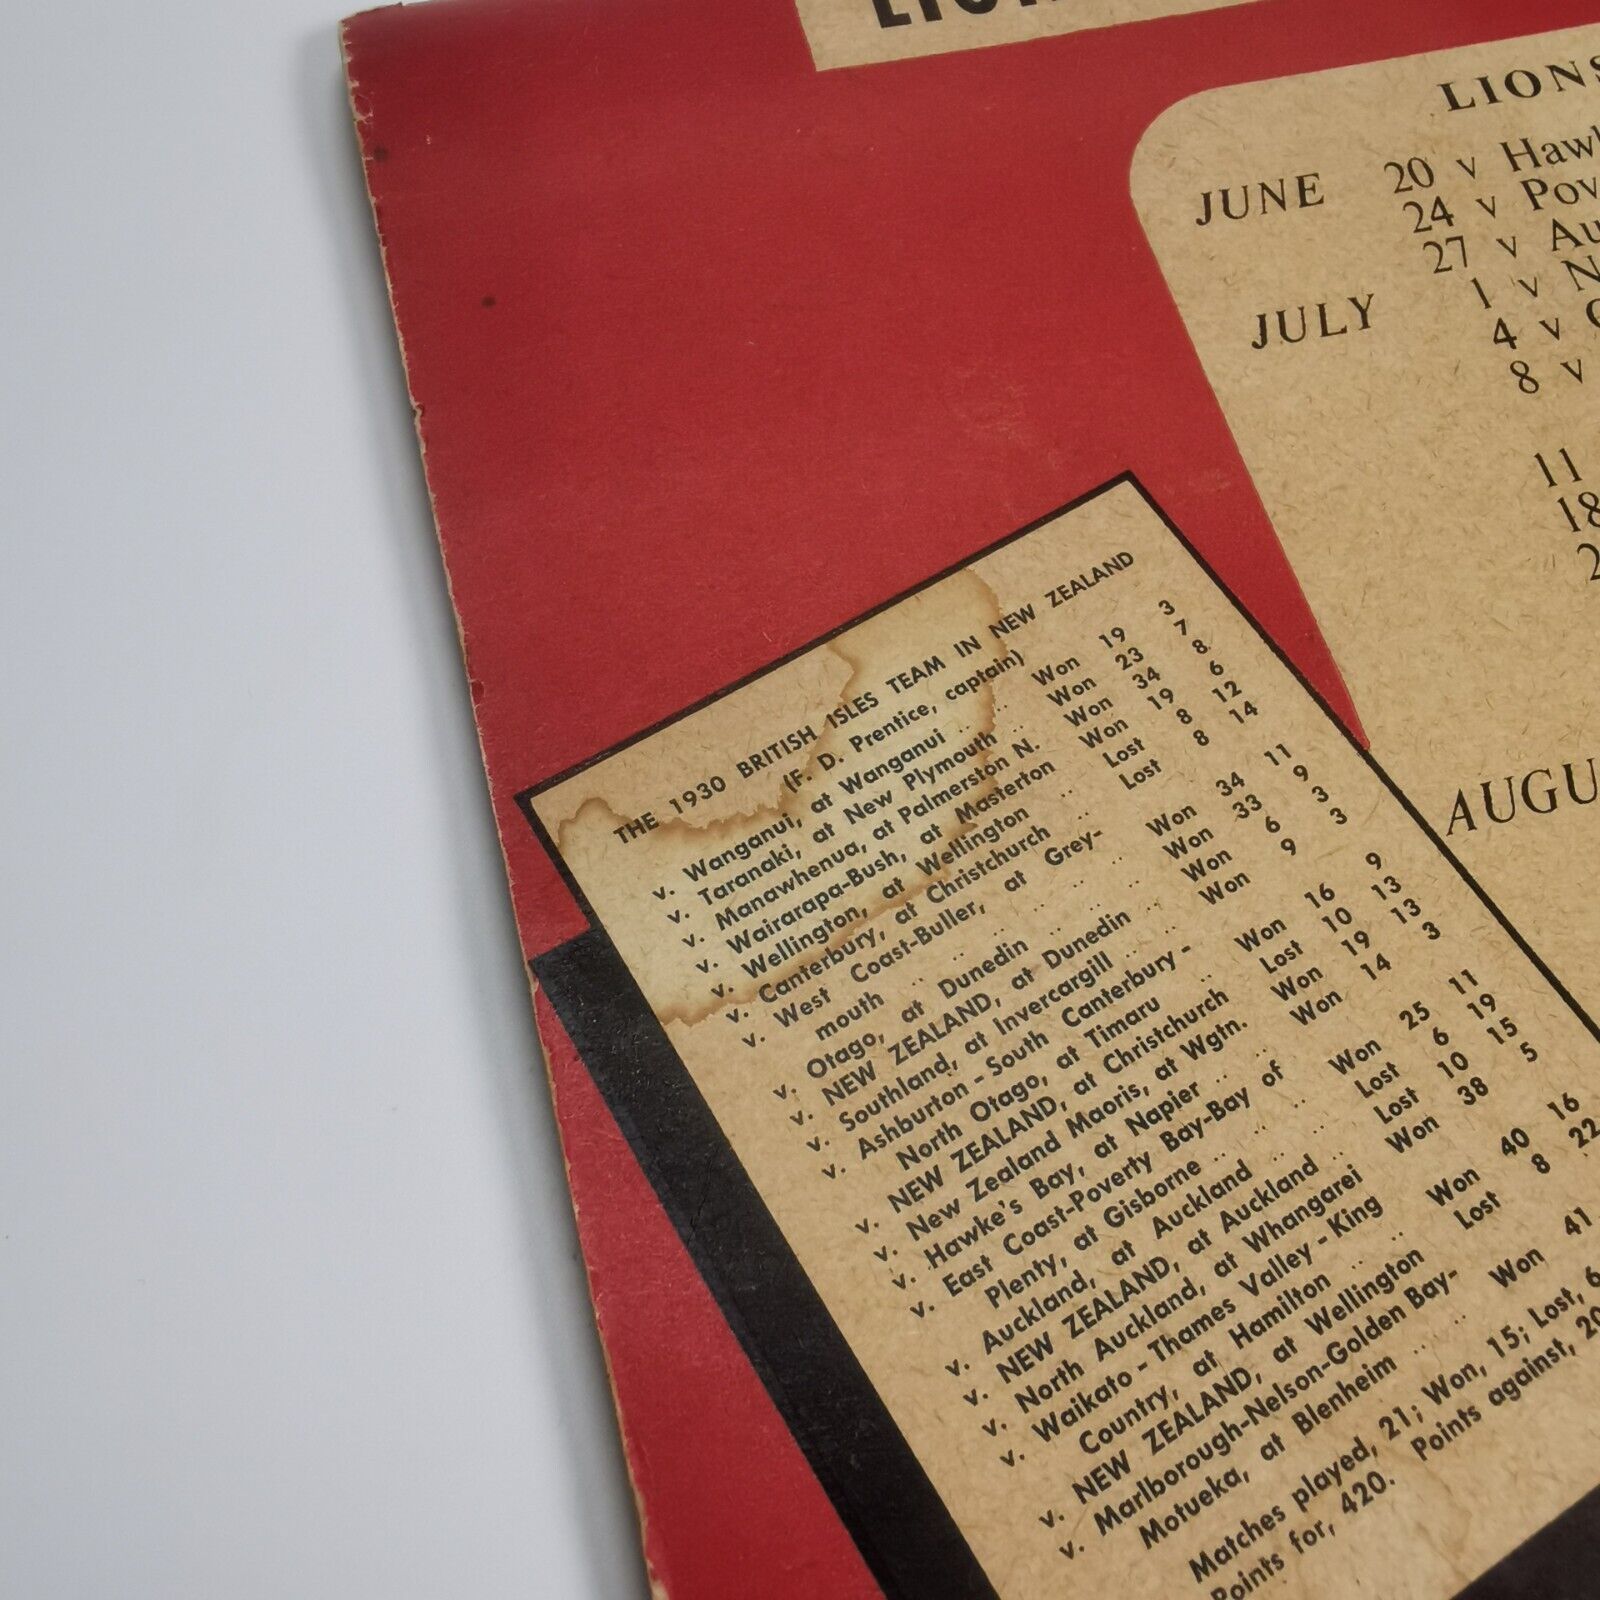 LIONS
JUNE 20 v
24 v
27 v
JULY 1 v
4 v
8 v
11
18
THE 1930 BRITISH ISLES TEAM IN NEW ZEALAND
(F. D. Prentice, captain)
v. Wanganui, at Wanganui .. .. Won 19 3
v. Taranaki, at New Plymouth .. Won 23 7
v. Manawhenua, at Palmerston N. Won 34 8
v. Wairarapa-Bush, at Masterton Won 19 6
v. Wellington, at Wellington .. Lost 8 12
v. Canterbury, at Christchurch .. Lost 8 14
v. West Coast-Buller, at Grey-
mouth .. .. .. .. .. Won 34 11
v. Otago, at Dunedin .. .. .. Won 33 9
v. NEW ZEALAND, at Dunedin .. Won 6 3
v. Southland, at Invercargill .. .. Won 9 3
v. Ashburton - South Canterbury -
North Otago, at Timaru .. Won 16 9
v. NEW ZEALAND, at Christchurch Lost 10 13
v. New Zealand Maoris, at Wgtn. Won 19 13
v. Hawke's Bay, at Napier .. .. Won 14 3
v. East Coast-Poverty Bay-Bay of
Plenty, at Gisborne .. .. .. Won 25 11
v. Auckland, at Auckland .. .. Lost 6 19
v. NEW ZEALAND, at Auckland .. Lost 10 15
v. North Auckland, at Whangarei Won 38 5
v. Waikato - Thames Valley - King
Country, at Hamilton .. .. Won 40 16
v. NEW ZEALAND, at Wellington Lost 8 22
v. Marlborough-Nelson-Golden Bay-
Motueka, at Blenheim .. .. Won 41
Matches played, 21; Won, 15; Lost, 6
Points for, 420. Points against,